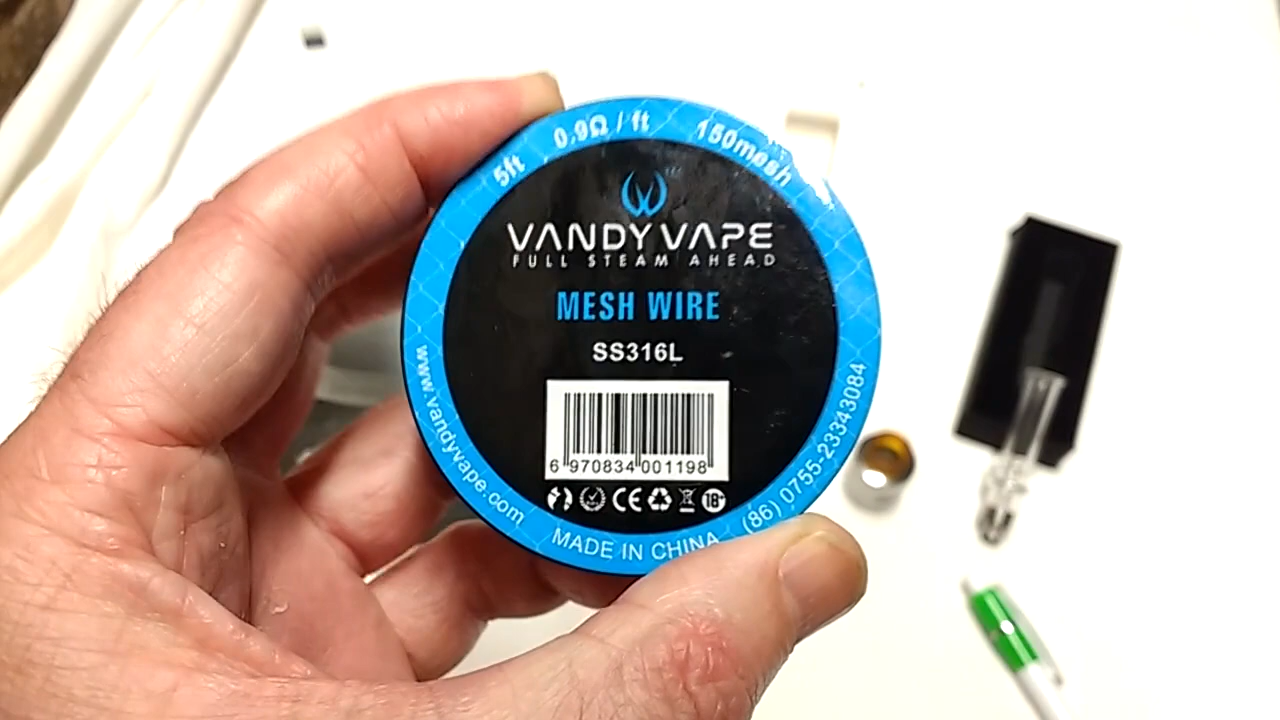 5ft 0.9Ω / ft 150mesh
VANDY VAPE
FULL STEAM AHEAD
MESH WIRE
SS316L
6 970834 001198
18+
www.vandyvape.com
MADE IN CHINA
(86) 0755-23343084